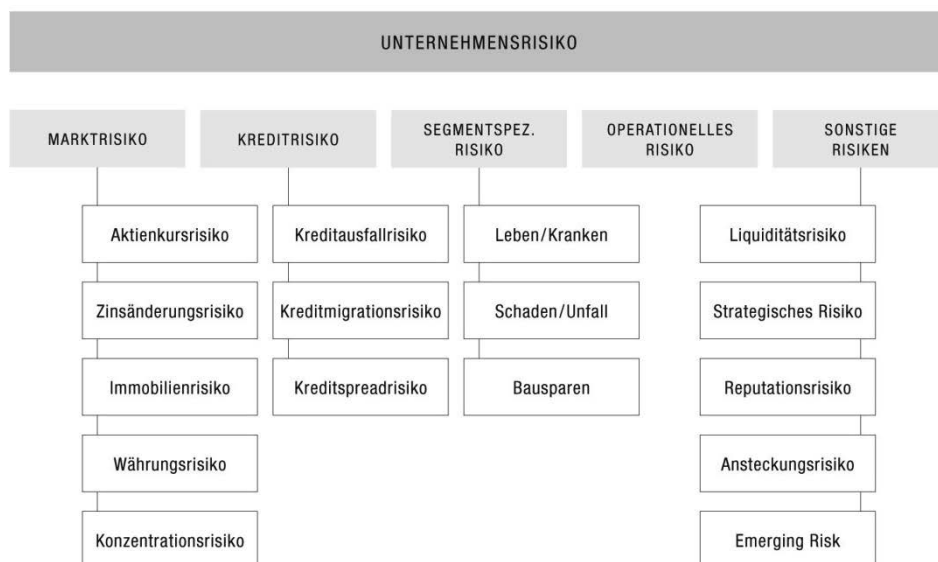 UNTERNEHMENSRISIKO
MARKTRISIKO
KREDITRISIKO
SEGMENTSPEZ.
RISIKO
OPERATIONELLES
RISIKO
SONSTIGE
RISIKEN
Aktienkursrisiko
Zinsänderungsrisiko
Immobilienrisiko
Währungsrisiko
Konzentrationsrisiko
Kreditausfallrisiko
Kreditmigrationsrisiko
Kreditspreadrisiko
Leben/Kranken
Schaden/Unfall
Bausparen
Liquiditätsrisiko
Strategisches Risiko
Reputationsrisiko
Ansteckungsrisiko
Emerging Risk